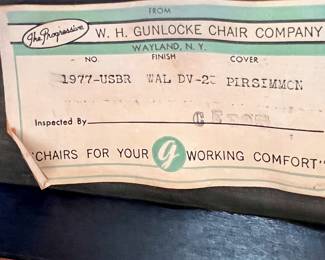 FROM
The Progressive W. H. GUNLOCKE CHAIR COMPANY
WAYLAND, N. Y.
NO. FINISH COVER
1977-USBR WAL DV-2 PIRSIMMON
Inspected By
"CHAIRS FOR YOUR g WORKING COMFORT"